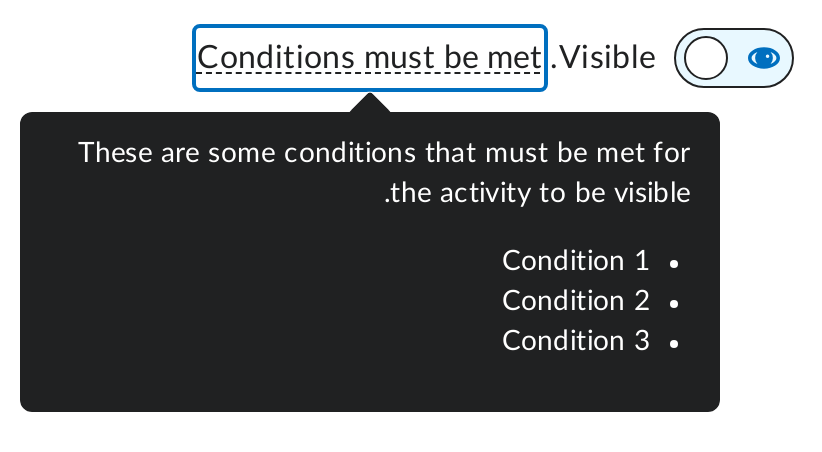 Visible. Conditions must be met
These are some conditions that must be met for
the activity to be visible.
• Condition 1
• Condition 2
• Condition 3